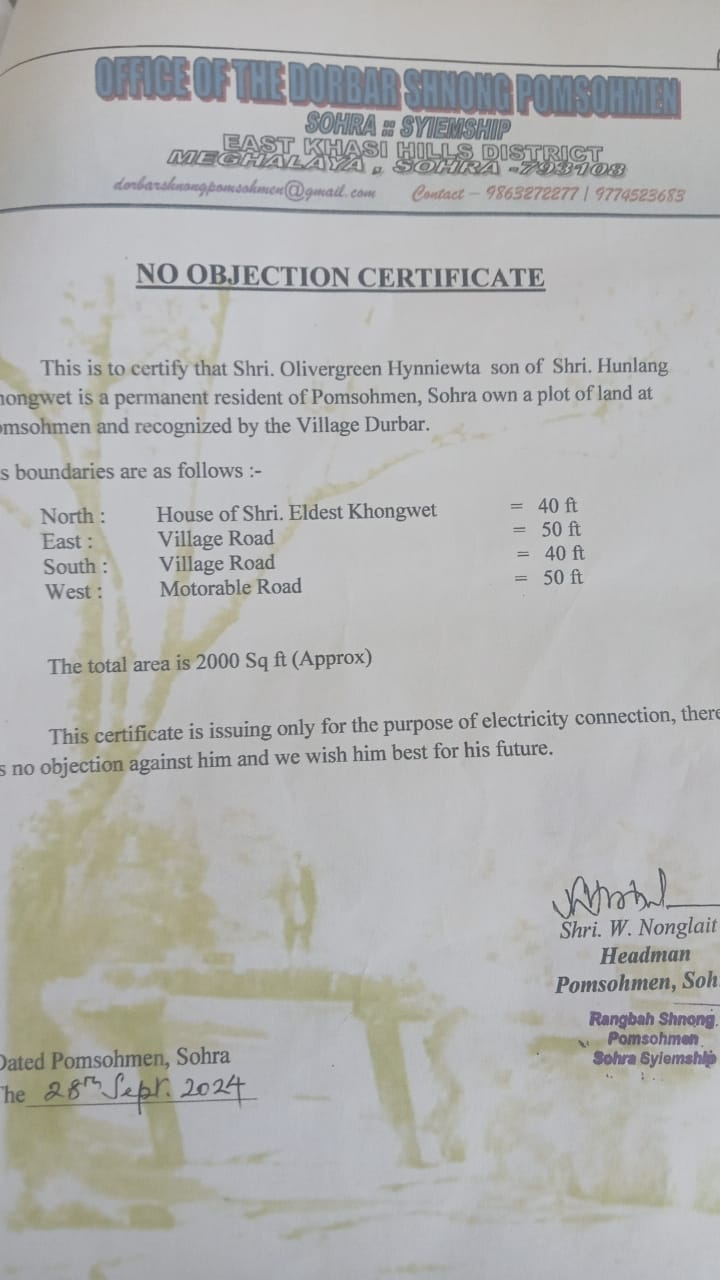 OFFICE OF THE DORBAR SHNONG POMSOHMEN
SOHRA :: SYIEMSHIP
EAST KHASI HILLS DISTRICT
MEGHALAYA , SOHRA -793108
dorbarshnongpomsohmen@gmail.com Contact – 9863272277 | 9774523683
NO OBJECTION CERTIFICATE
This is to certify that Shri. Olivergreen Hynniewta son of Shri. Hunlang
hongwet is a permanent resident of Pomsohmen, Sohra own a plot of land at
omsohmen and recognized by the Village Durbar.
s boundaries are as follows :-
North : House of Shri. Eldest Khongwet = 40 ft
East : Village Road = 50 ft
South : Village Road = 40 ft
West : Motorable Road = 50 ft
The total area is 2000 Sq ft (Approx)
This certificate is issuing only for the purpose of electricity connection, there
s no objection against him and we wish him best for his future.
Shri. W. Nonglait
Headman
Pomsohmen, Soh
Rangbah Shnong
Pomsohmen
Sohra Syiemship
Dated Pomsohmen, Sohra
The 28th Sept. 2024